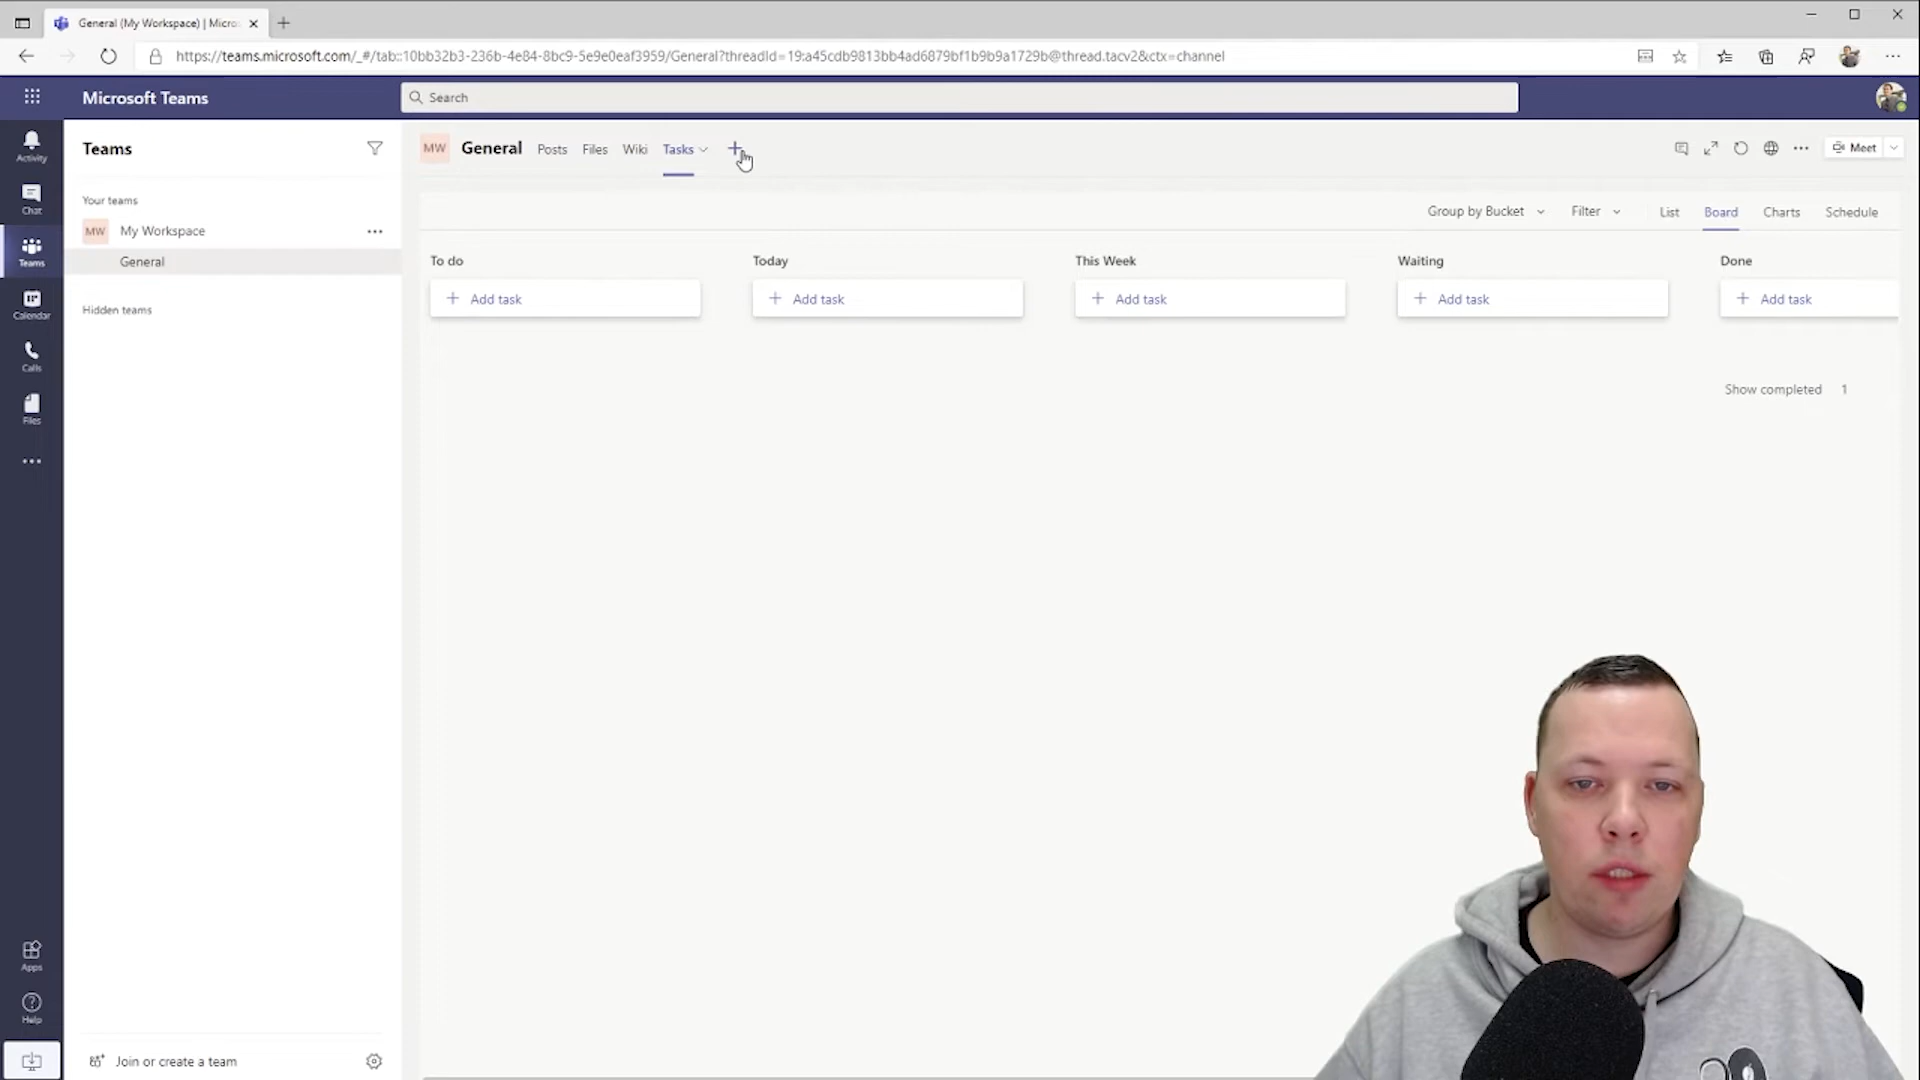 General (My Workspace) | Micro
https://teams.microsoft.com/_#/tab::10bb32b3-236b-4e84-8bc9-5e9e0eaf3959/General?threadId=19:a45cdb9813bb4ad6879bf1b9b9a1729b@thread.tacv2&ctx=channel
Microsoft Teams
Search
Activity
Chat
Teams
Calendar
Calls
Files
Apps
Help
Teams
Your teams
MW My Workspace
General
Hidden teams
Join or create a team
MW General Posts Files Wiki Tasks
Meet
Group by Bucket Filter List Board Charts Schedule
To do Today This Week Waiting Done
Add task Add task Add task Add task Add task
Show completed 1